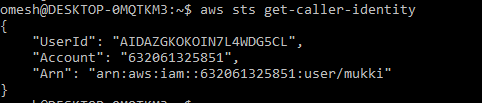 omesh@DESKTOP-0MQTKM3:~$ aws sts get-caller-identity
{
    "UserId": "AIDAZGKOKOIN7L4WDG5CL",
    "Account": "632061325851",
    "Arn": "arn:aws:iam::632061325851:user/mukki"
}